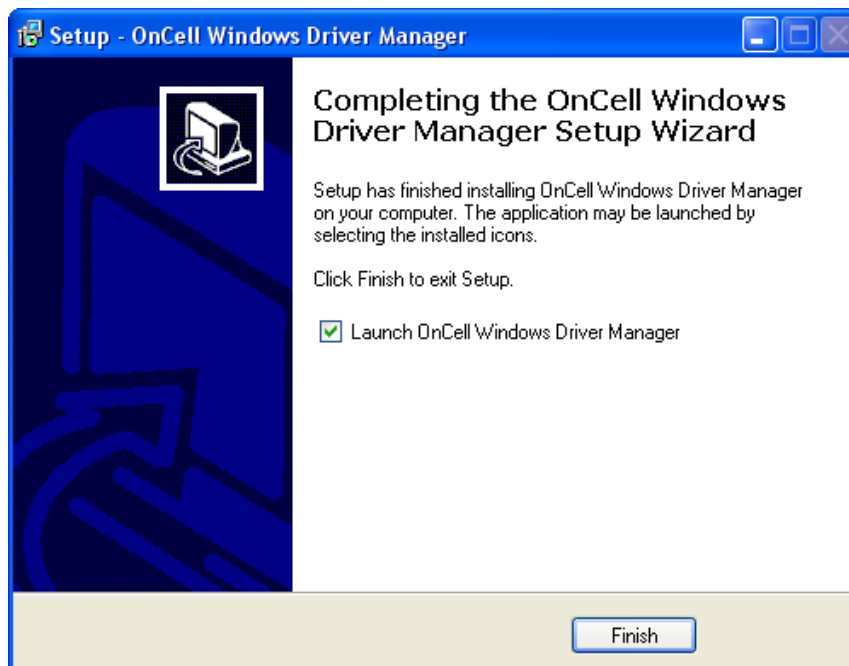 Setup - OnCell Windows Driver Manager
Completing the OnCell Windows
Driver Manager Setup Wizard
Setup has finished installing OnCell Windows Driver Manager
on your computer. The application may be launched by
selecting the installed icons.
Click Finish to exit Setup.
Launch OnCell Windows Driver Manager
Finish